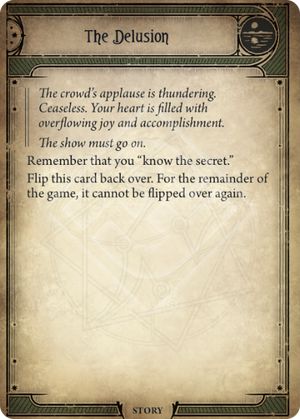 The Delusion
The crowd’s applause is thundering.
Ceaseless. Your heart is filled with
overflowing joy and accomplishment.
The show must go on.
Remember that you “know the secret.”
Flip this card back over. For the remainder of
the game, it cannot be flipped over again.
STORY